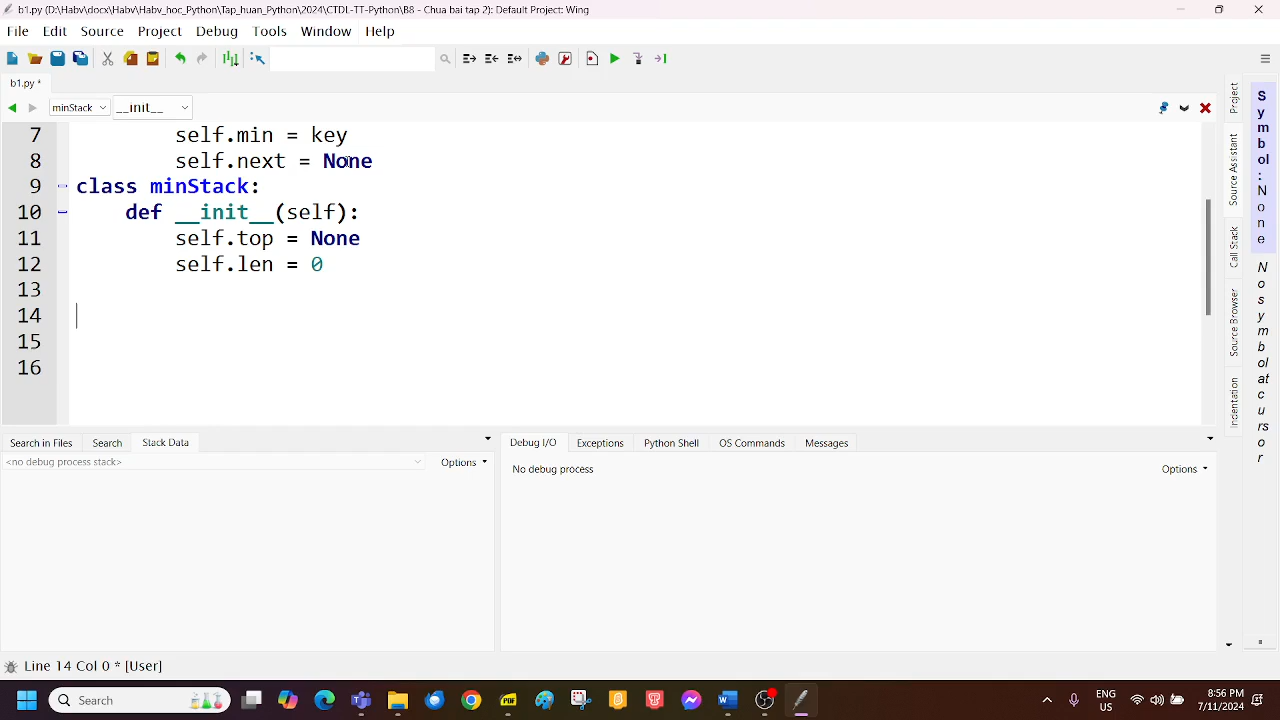 b1.py (D:\Habv\docx\Habv\Habv_hoc_Python\Tap_huan_Python\2024\CTDL-TT-Python\B8 - Chua bai tap 2): Default Project: Wing
File Edit Source Project Debug Tools Window Help
b1.py *
minStack __init__
7 self.min = key
8 self.next = None
9 class minStack:
10 def __init__(self):
11 self.top = None
12 self.len = 0
13
14
15
16
Project
Source Assistant
Call Stack
Source Browser
Indentation
Symbol: None
No symbol at cursor
Search in Files Search Stack Data
<no debug process stack> Options
Debug I/O Exceptions Python Shell OS Commands Messages
No debug process Options
Line 14 Col 0 * [User]
Search
ENG
US
8:56 PM
7/11/2024